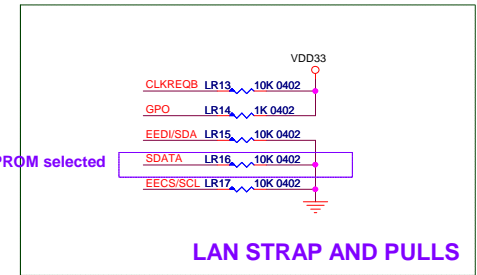 VDD33
CLKREQB LR13 10K 0402
GPO LR14 1K 0402
EEDI/SDA LR15 10K 0402
PROM selected SDATA LR16 10K 0402
EECS/SCL LR17 10K 0402
LAN STRAP AND PULLS